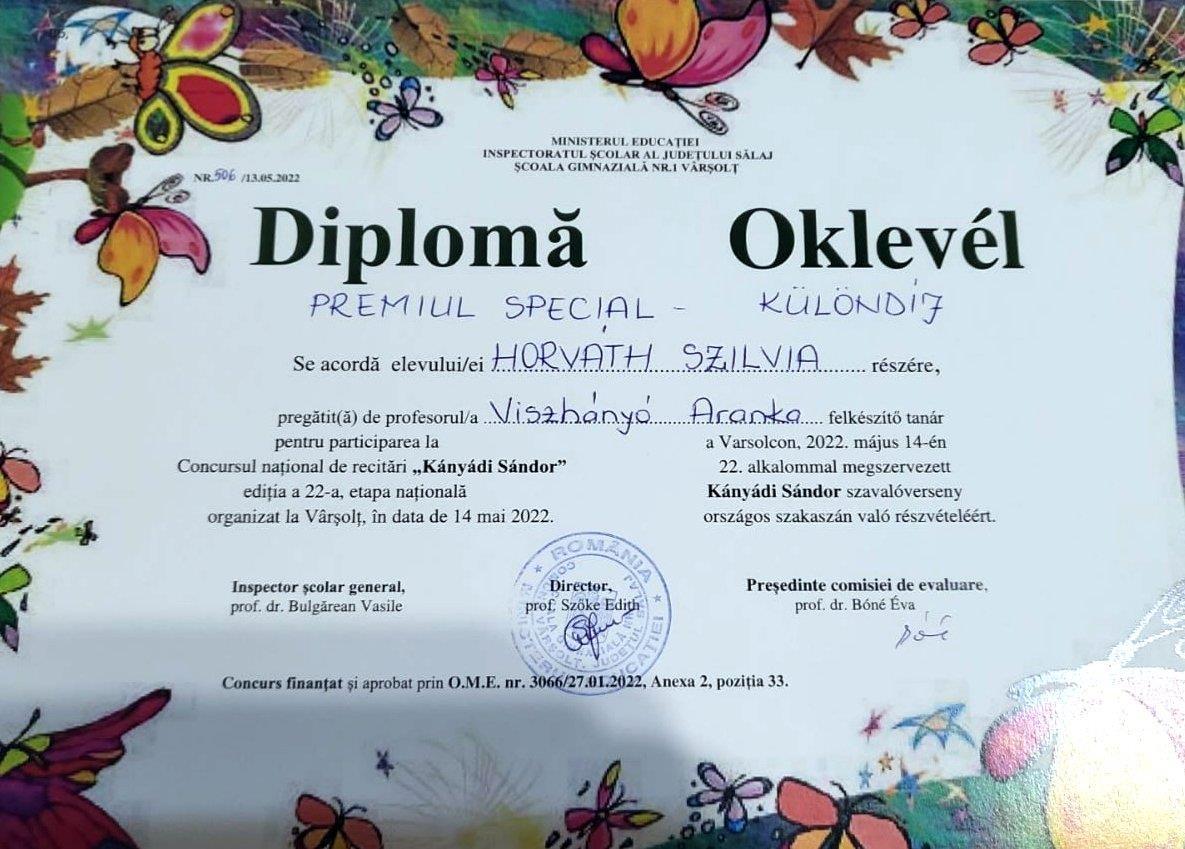 MINISTERUL EDUCAȚIEI
INSPECTORATUL ȘCOLAR AL JUDEȚULUI SĂLAJ
ȘCOALA GIMNAZIALĂ NR.1 VÂRȘOLȚ
NR.506 /13.05.2022
Diplomă Oklevél
PREMIUL SPECIAL - KÜLÖNDÍJ
Se acordă elevului/ei HORVÁTH SZILVIA részére,
pregătit(ă) de profesorul/a Viszhányó Aranka felkészítő tanár
pentru participarea la a Varsolcon, 2022. május 14-én
Concursul național de recitări „Kányádi Sándor” 22. alkalommal megszervezett
ediția a 22-a, etapa națională Kányádi Sándor szavalóverseny
organizat la Vârșolț, în data de 14 mai 2022. országos szakaszán való részvételéért.
ROMÂNIA
Inspector școlar general, Director, Președinte comisiei de evaluare,
prof. dr. Bulgărean Vasile prof. Szőke Edith prof. dr. Bóné Éva
Concurs finanțat și aprobat prin O.M.E. nr. 3066/27.01.2022, Anexa 2, poziția 33.